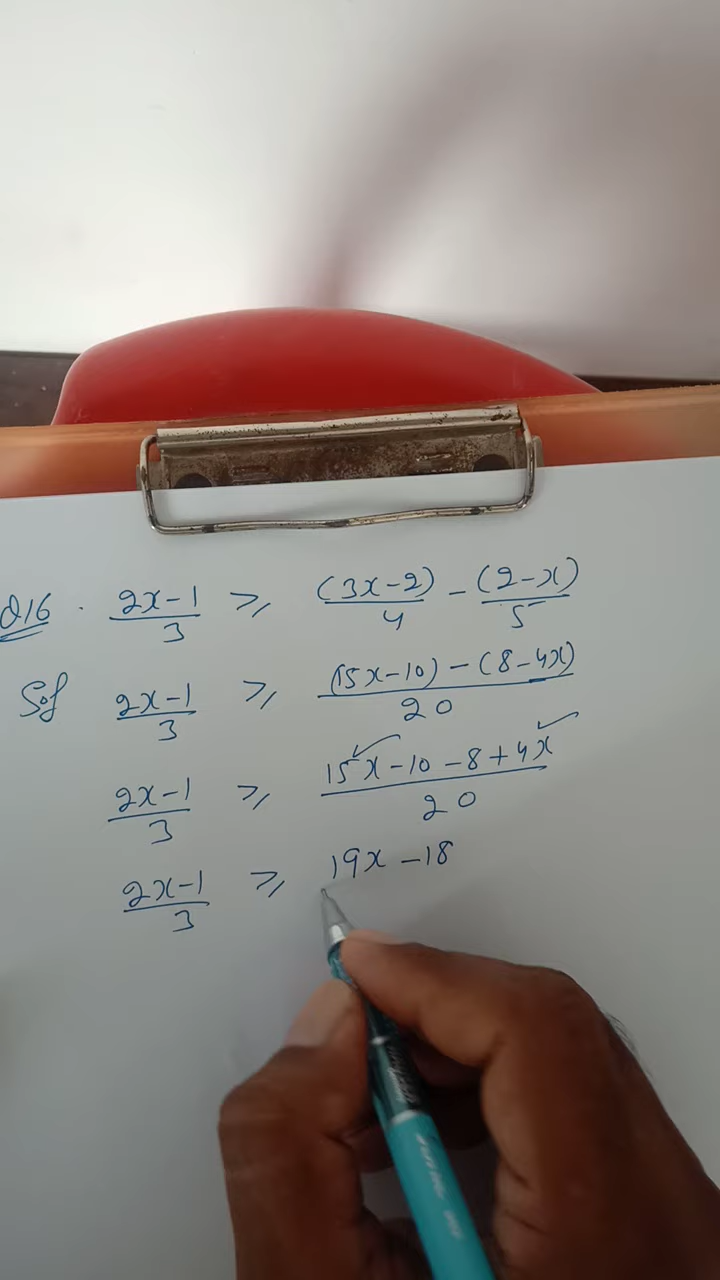 Q16. (2x-1)/3 ≥ (3x-2)/4 - (2-x)/5
Sol (2x-1)/3 ≥ ((15x-10) - (8-4x))/20
(2x-1)/3 ≥ (15x-10-8+4x)/20
(2x-1)/3 ≥ 19x-18